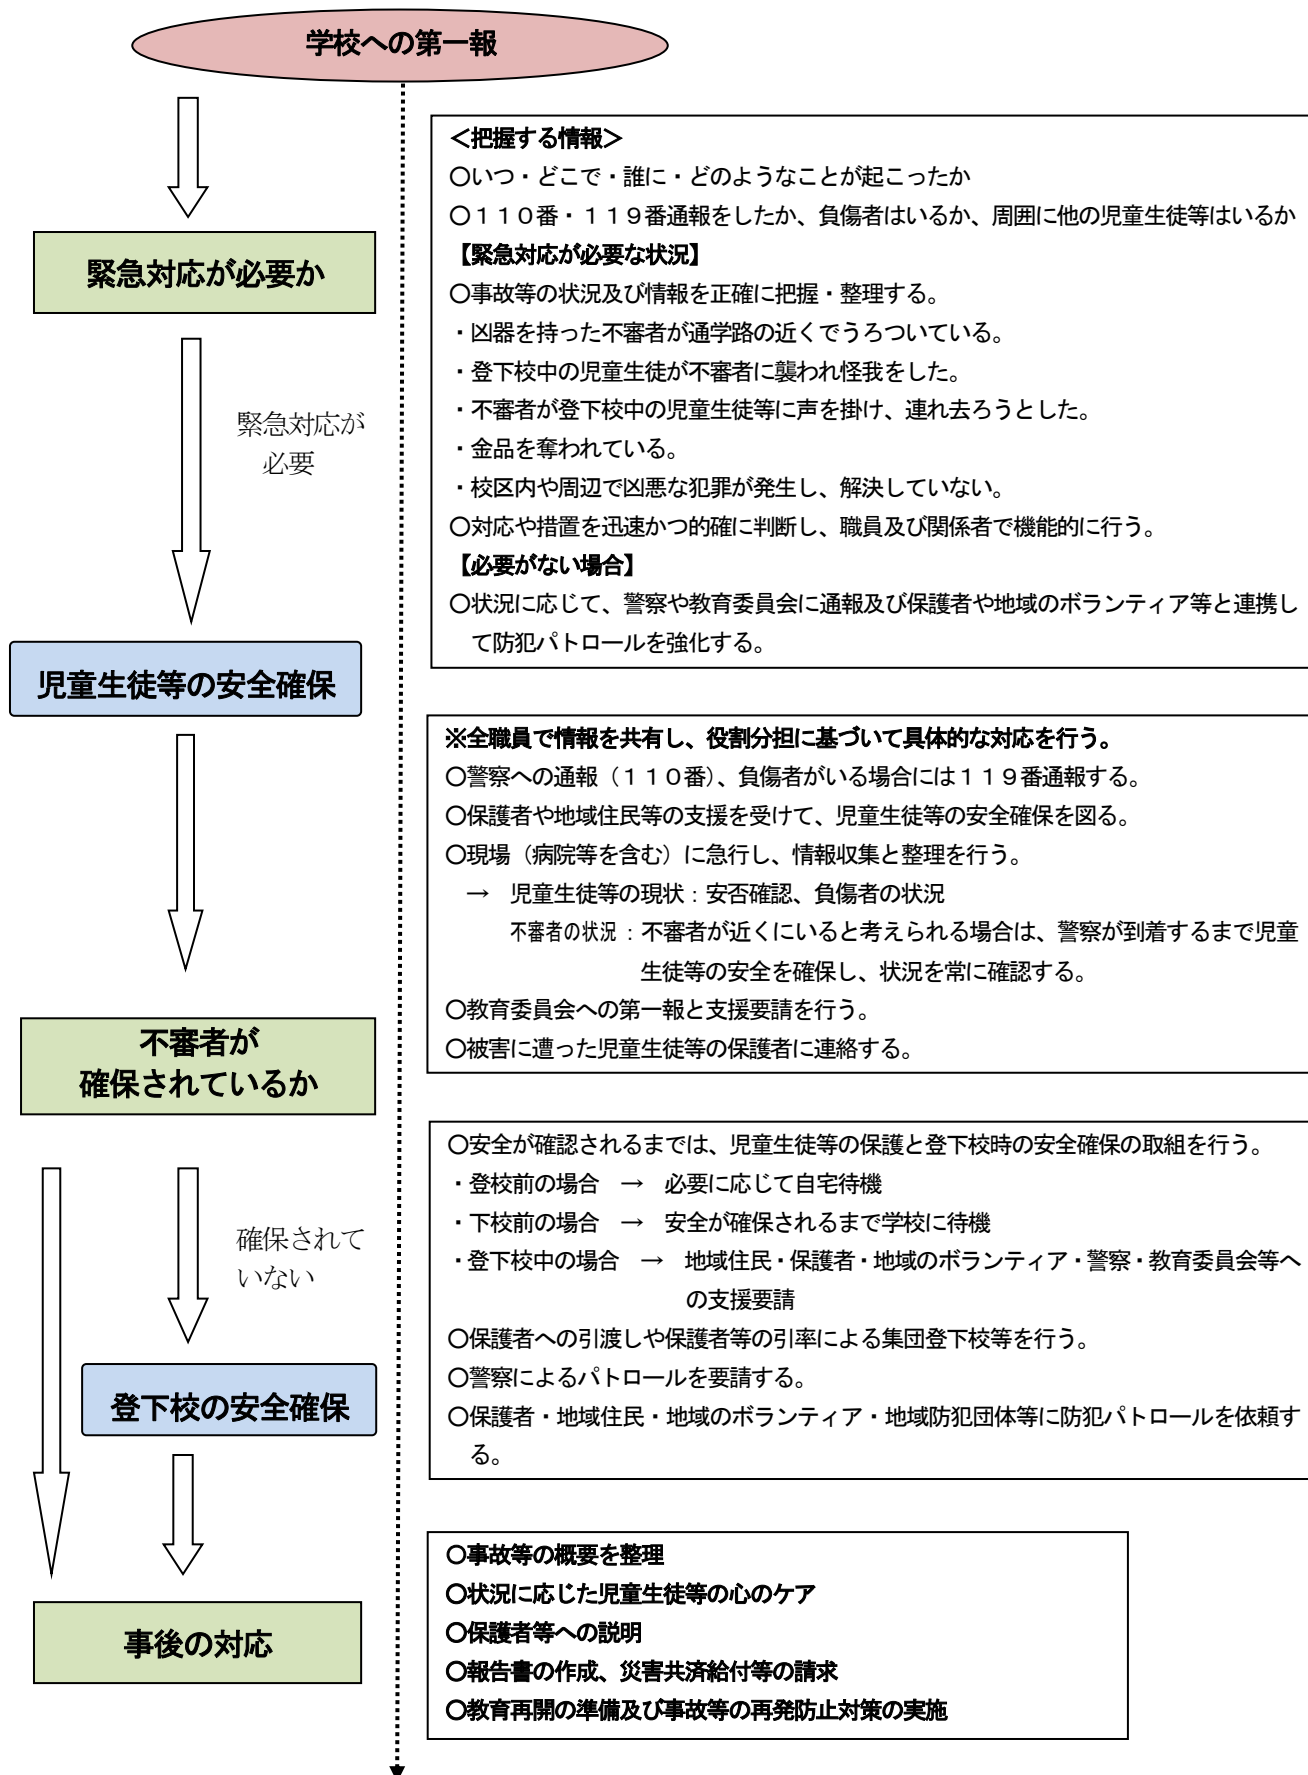 学校への第一報
緊急対応が必要か
緊急対応が
必要
児童生徒等の安全確保
不審者が
確保されているか
確保されて
いない
登下校の安全確保
事後の対応
＜把握する情報＞
○いつ・どこで・誰に・どのようなことが起こったか
○１１０番・１１９番通報をしたか、負傷者はいるか、周囲に他の児童生徒等はいるか
【緊急対応が必要な状況】
○事故等の状況及び情報を正確に把握・整理する。
・凶器を持った不審者が通学路の近くでうろついている。
・登下校中の児童生徒が不審者に襲われ怪我をした。
・不審者が登下校中の児童生徒等に声を掛け、連れ去ろうとした。
・金品を奪われている。
・校区内や周辺で凶悪な犯罪が発生し、解決していない。
○対応や措置を迅速かつ的確に判断し、職員及び関係者で機能的に行う。
【必要がない場合】
○状況に応じて、警察や教育委員会に通報及び保護者や地域のボランティア等と連携し
て防犯パトロールを強化する。
※全職員で情報を共有し、役割分担に基づいて具体的な対応を行う。
○警察への通報（１１０番）、負傷者がいる場合には１１９番通報する。
○保護者や地域住民等の支援を受けて、児童生徒等の安全確保を図る。
○現場（病院等を含む）に急行し、情報収集と整理を行う。
→　児童生徒等の現状：安否確認、負傷者の状況
不審者の状況：不審者が近くにいると考えられる場合は、警察が到着するまで児童
生徒等の安全を確保し、状況を常に確認する。
○教育委員会への第一報と支援要請を行う。
○被害に遭った児童生徒等の保護者に連絡する。
○安全が確認されるまでは、児童生徒等の保護と登下校時の安全確保の取組を行う。
・登校前の場合　→　必要に応じて自宅待機
・下校前の場合　→　安全が確保されるまで学校に待機
・登下校中の場合　→　地域住民・保護者・地域のボランティア・警察・教育委員会等へ
の支援要請
○保護者への引渡しや保護者等の引率による集団登下校等を行う。
○警察によるパトロールを要請する。
○保護者・地域住民・地域のボランティア・地域防犯団体等に防犯パトロールを依頼す
る。
○事故等の概要を整理
○状況に応じた児童生徒等の心のケア
○保護者等への説明
○報告書の作成、災害共済給付等の請求
○教育再開の準備及び事故等の再発防止対策の実施